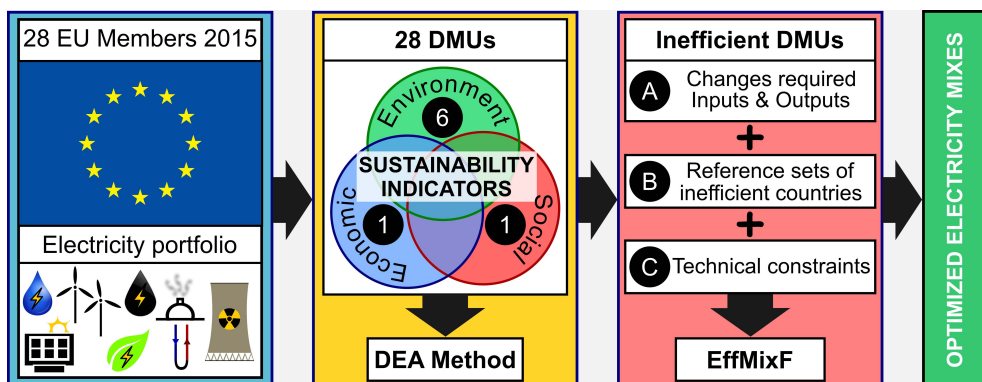 28 EU Members 2015
Electricity portfolio
28 DMUs
Environment
6
SUSTAINABILITY
INDICATORS
1
1
Economic
Social
DEA Method
Inefficient DMUs
A
Changes required
Inputs & Outputs
+
B
Reference sets of
inefficient countries
+
C
Technical constraints
EffMixF
OPTIMIZED ELECTRICITY MIXES